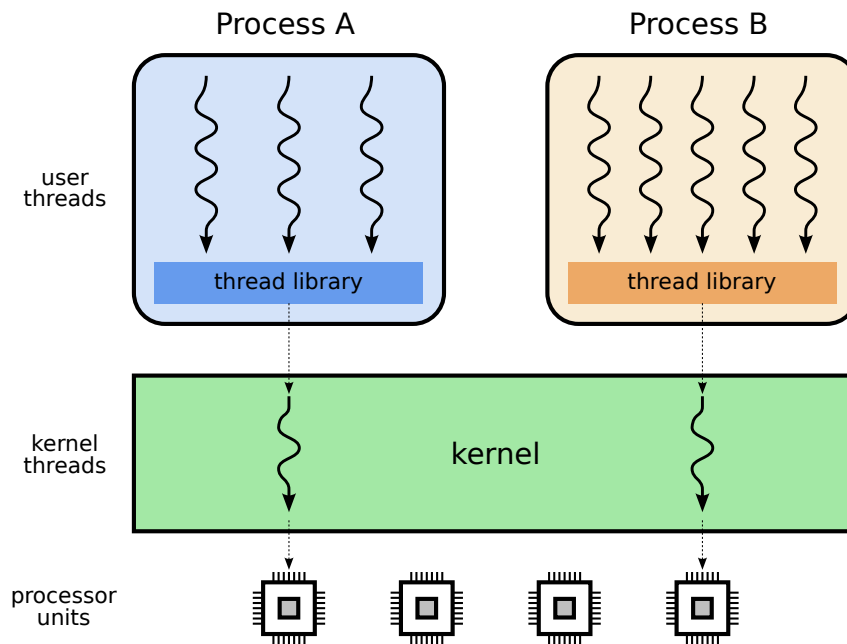 Process A
Process B
user
threads
thread library
thread library
kernel
threads
kernel
processor
units